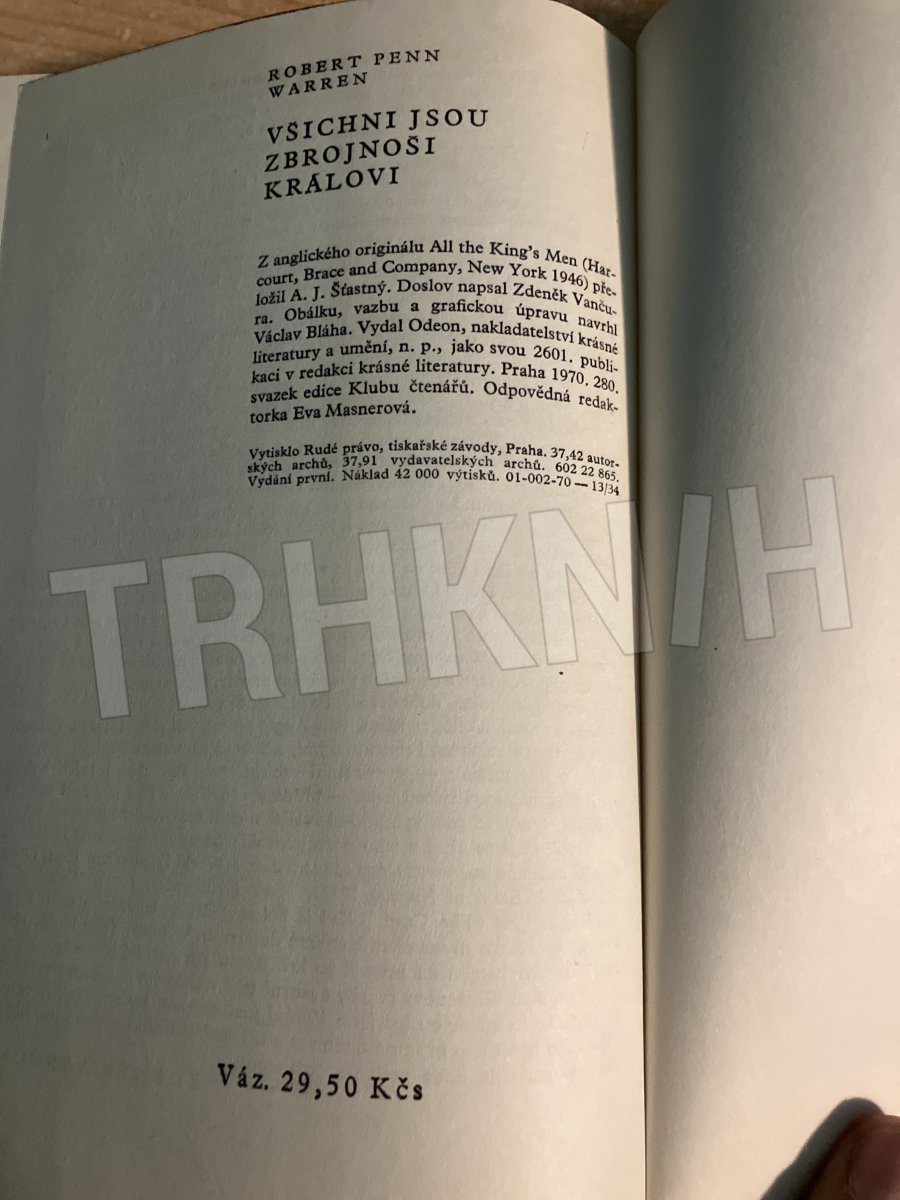 ROBERT PENN
WARREN
VŠICHNI JSOU
ZBROJNOŠI
KRÁLOVI
Z anglického originálu All the King's Men (Har-
court, Brace and Company, New York 1946) pře-
ložil A. J. Šťastný. Doslov napsal Zdeněk Vanču-
ra. Obálku, vazbu a grafickou úpravu navrhl
Václav Bláha. Vydal Odeon, nakladatelství krásné
literatury a umění, n. p., jako svou 2601. publi-
kaci v redakci krásné literatury. Praha 1970. 280.
svazek edice Klubu čtenářů. Odpovědná redak-
torka Eva Masnerová.
Vytisklo Rudé právo, tiskařské závody, Praha. 37,42 autor-
ských archů, 37,91 vydavatelských archů. 602 22 865.
Vydání první. Náklad 42 000 výtisků. 01-002-70 — 13/34
TRHKNIH
Váz. 29,50 Kčs